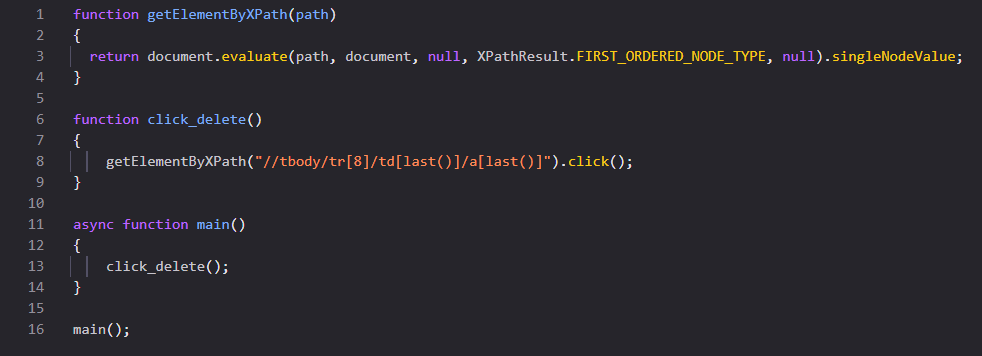 1 function getElementByXPath(path)
2 {
3 return document.evaluate(path, document, null, XPathResult.FIRST_ORDERED_NODE_TYPE, null).singleNodeValue;
4 }
5
6 function click_delete()
7 {
8 getElementByXPath("//tbody/tr[8]/td[last()]/a[last()]").click();
9 }
10
11 async function main()
12 {
13 click_delete();
14 }
15
16 main();